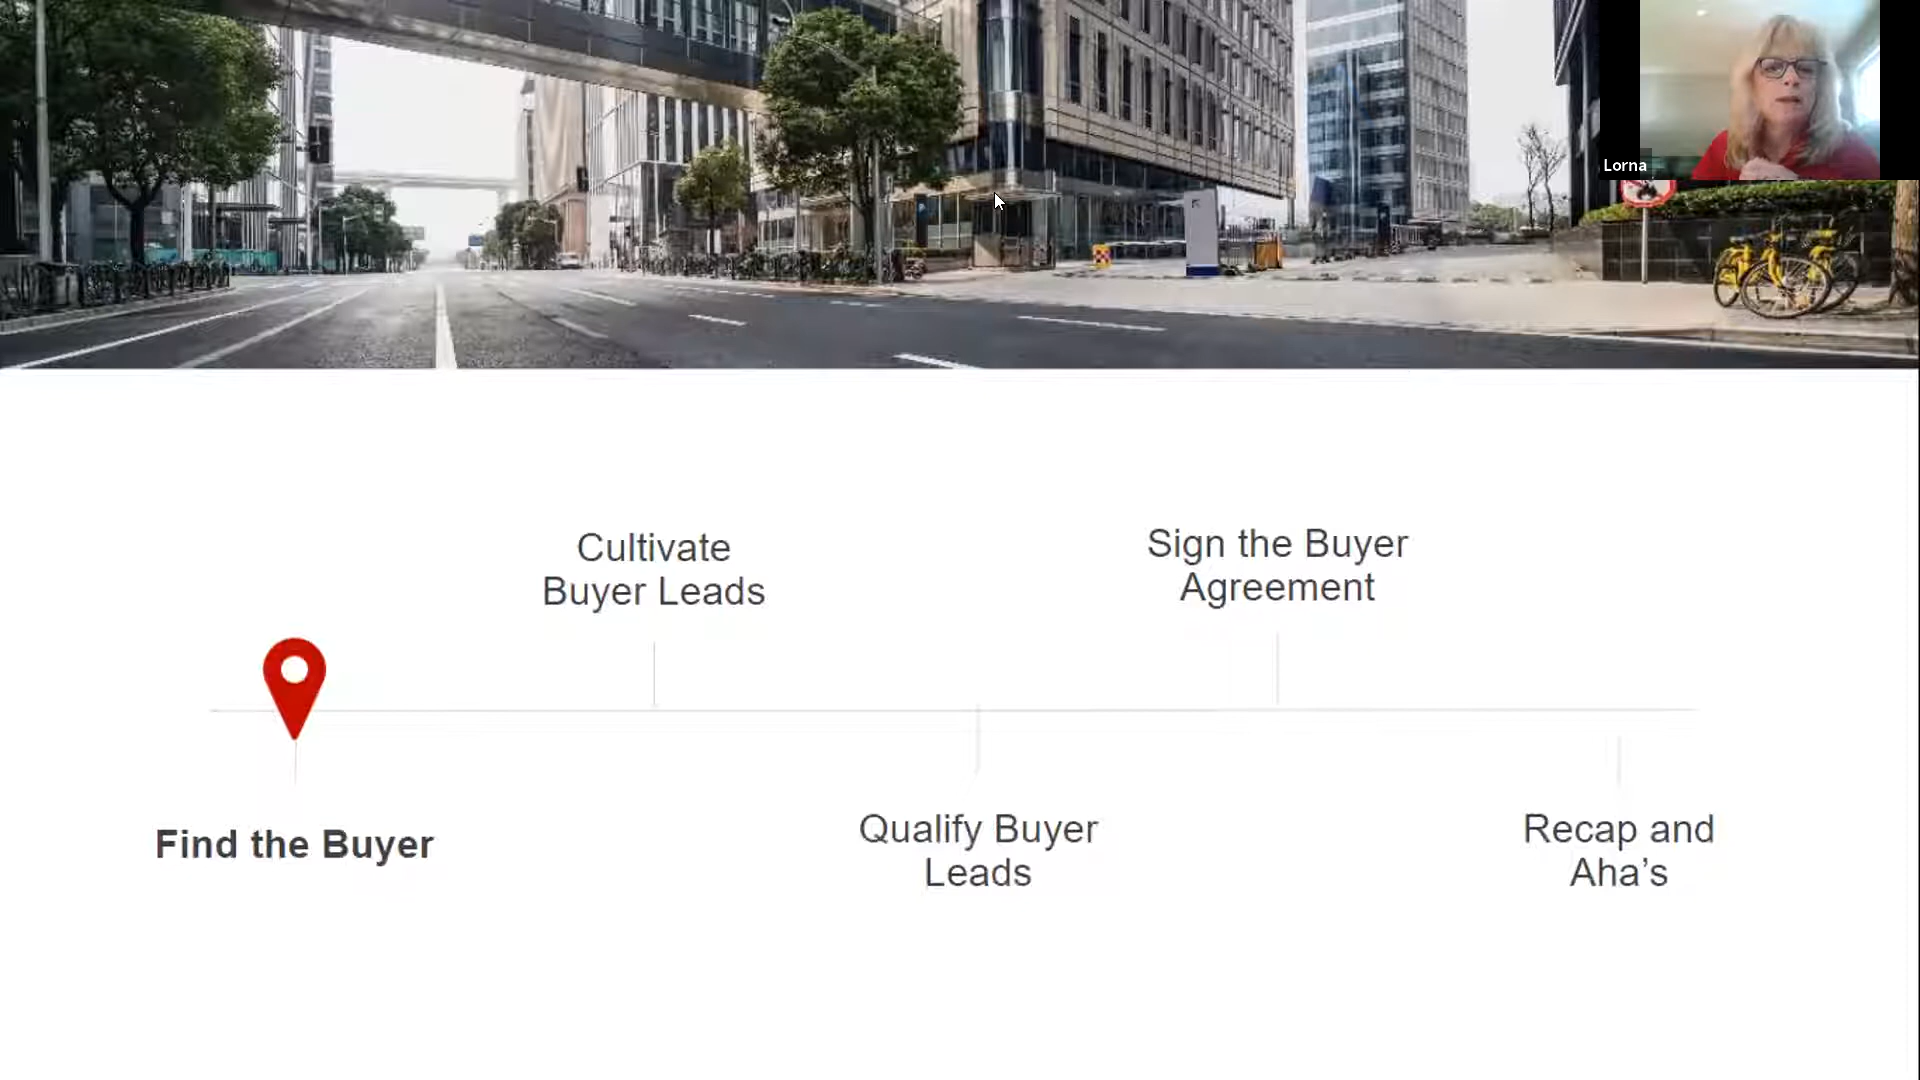 Lorna
Cultivate
Buyer Leads
Sign the Buyer
Agreement
Find the Buyer
Qualify Buyer
Leads
Recap and
Aha’s